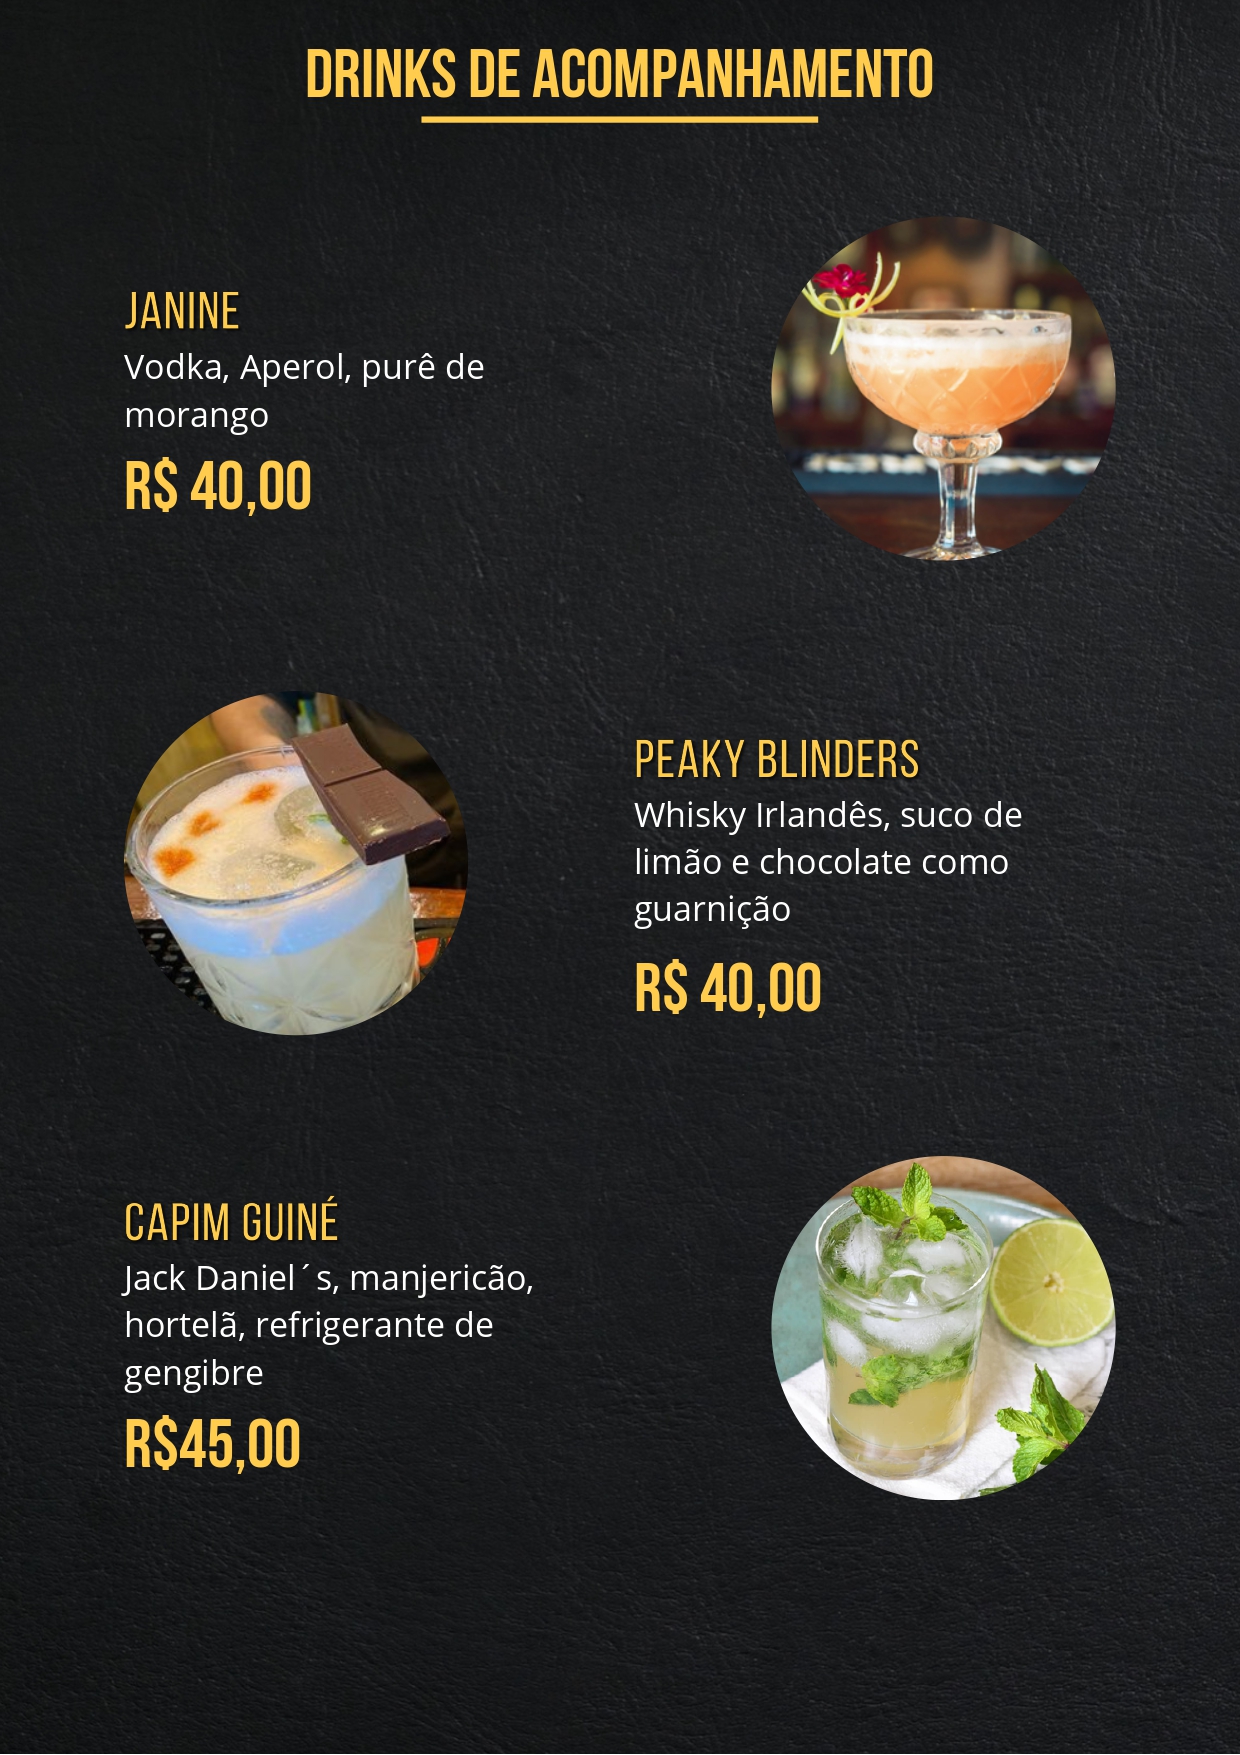 DRINKS DE ACOMPANHAMENTO
JANINE
Vodka, Aperol, purê de
morango
R$ 40,00
PEAKY BLINDERS
Whisky Irlandês, suco de
limão e chocolate como
guarnição
R$ 40,00
CAPIM GUINÉ
Jack Daniel´s, manjericão,
hortelã, refrigerante de
gengibre
R$45,00